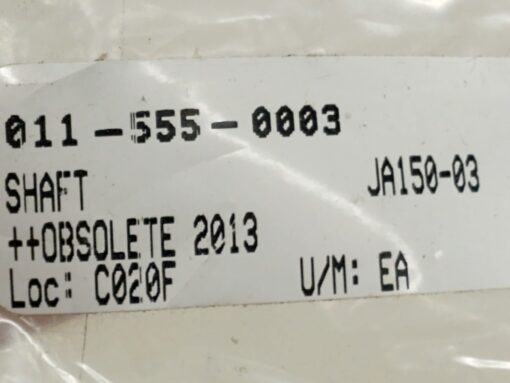 011-555-0003
SHAFT JA150-03
++OBSOLETE 2013
Loc: C020F U/M: EA